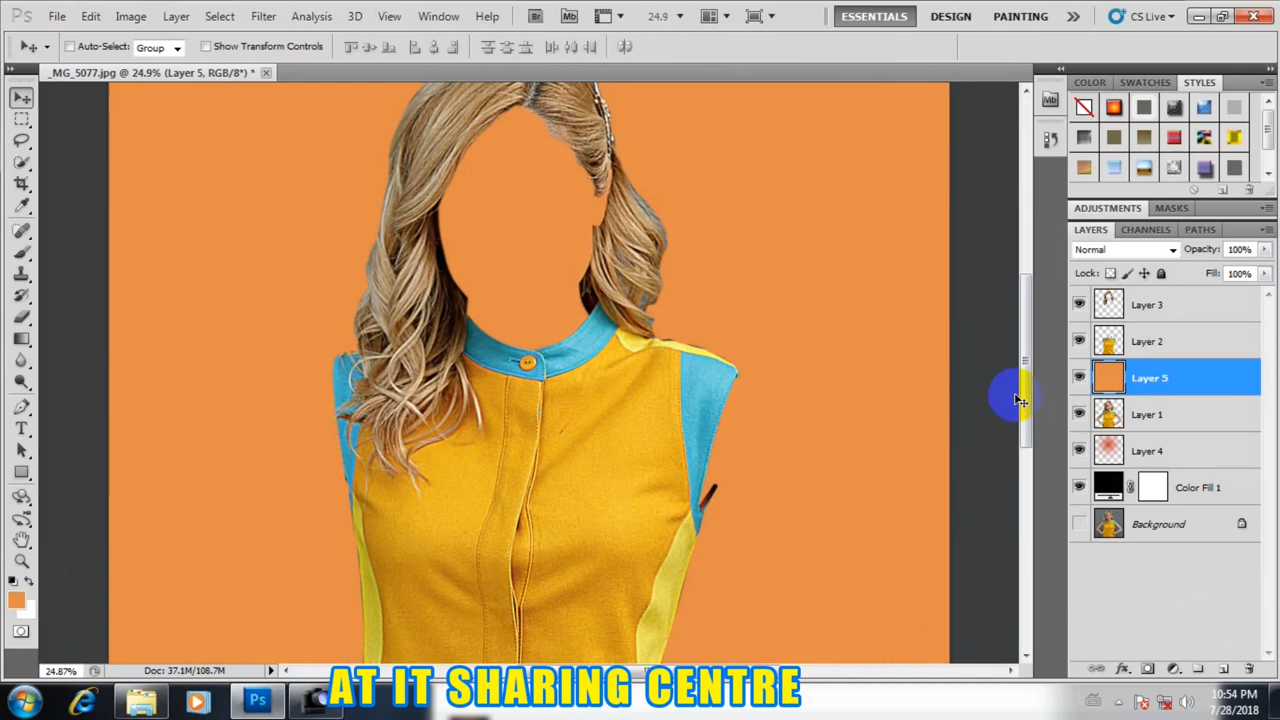 Ps File Edit Image Layer Select Filter Analysis 3D View Window Help Br Mb 24.9 ESSENTIALS DESIGN PAINTING CS Live
Auto-Select: Group Show Transform Controls
_MG_5077.jpg @ 24.9% (Layer 5, RGB/8*) *
COLOR SWATCHES STYLES
Mb
ADJUSTMENTS MASKS
LAYERS CHANNELS PATHS
Normal Opacity: 100%
Lock: Fill: 100%
Layer 3
Layer 2
Layer 5
Layer 1
Layer 4
Color Fill 1
Background
24.87% Doc: 37.1M/108.7M
AT IT SHARING CENTRE
Ps
10:54 PM
7/28/2018